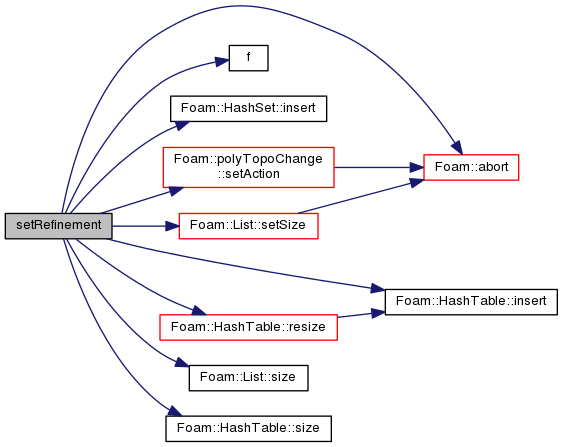 f
Foam::HashSet::insert
Foam::polyTopoChange
::setAction
Foam::abort
setRefinement
Foam::List::setSize
Foam::HashTable::insert
Foam::HashTable::resize
Foam::List::size
Foam::HashTable::size